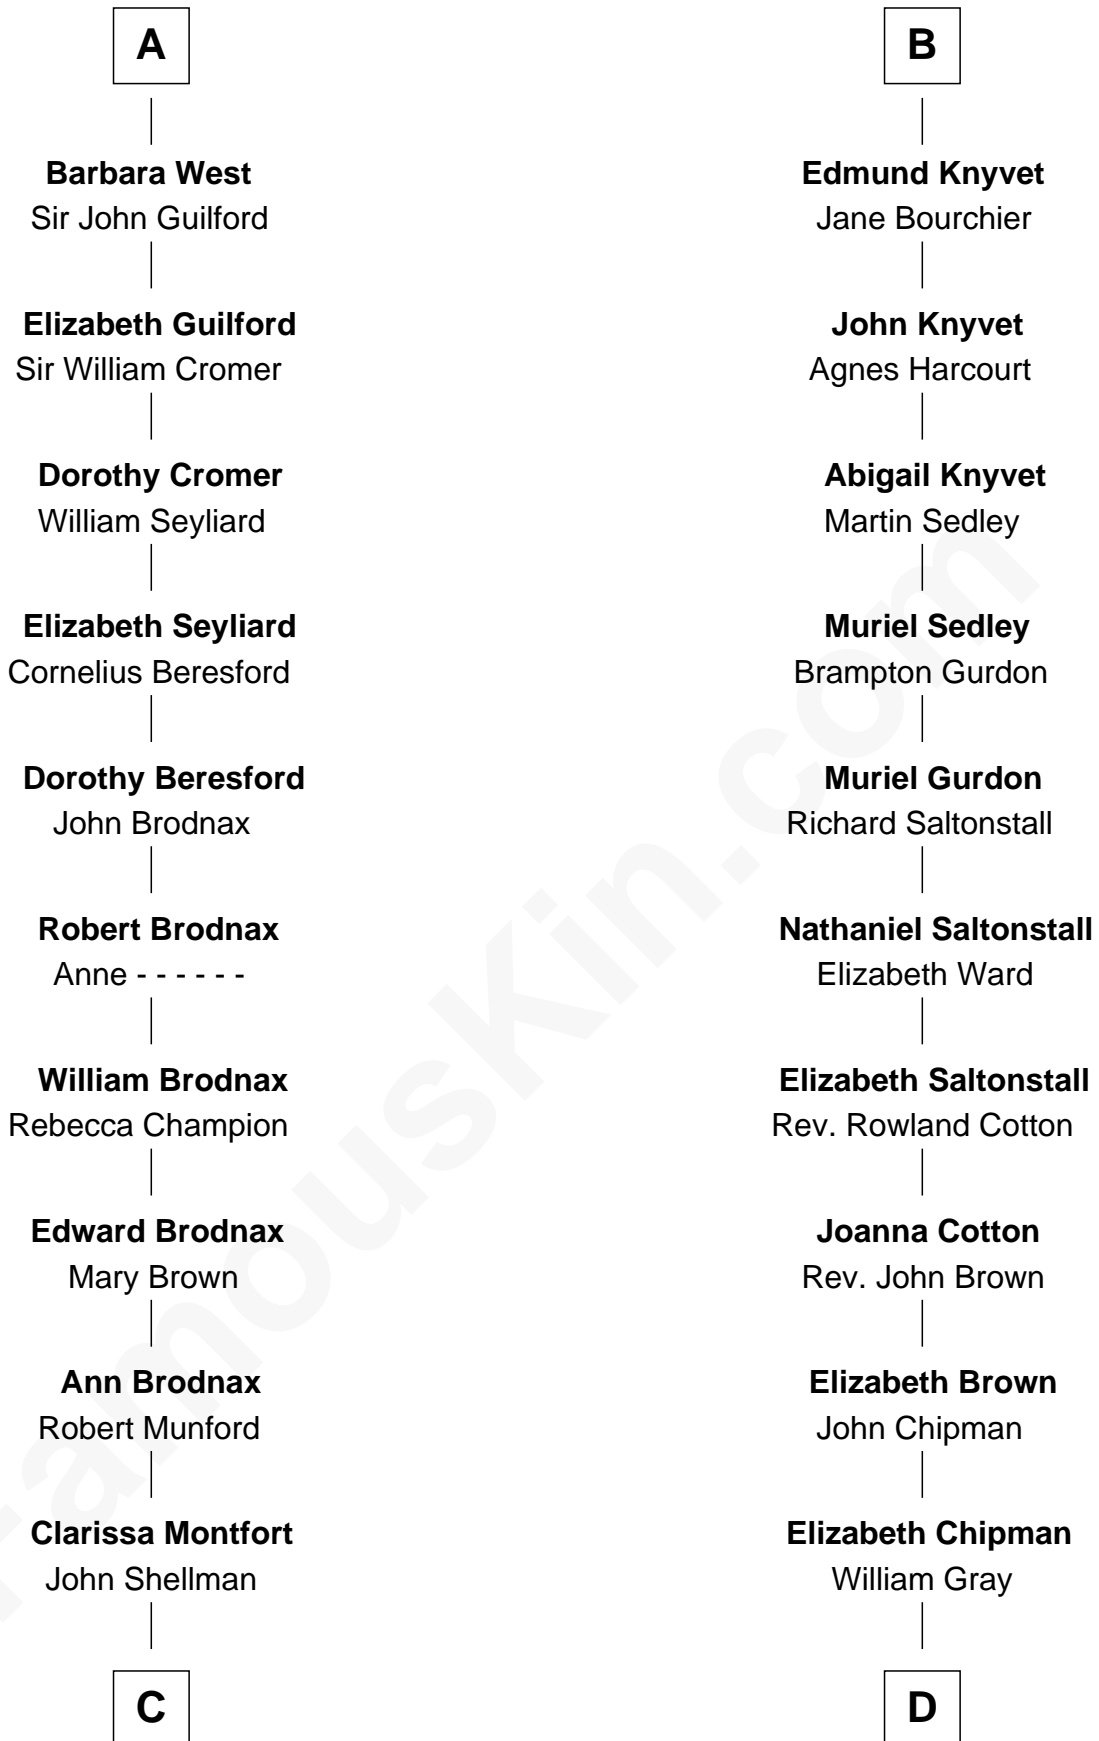 A
Barbara West
Sir John Guilford
Elizabeth Guilford
Sir William Cromer
Dorothy Cromer
William Seyliard
Elizabeth Seyliard
Cornelius Beresford
Dorothy Beresford
John Brodnax
Robert Brodnax
Anne - - - - - -
William Brodnax
Rebecca Champion
Edward Brodnax
Mary Brown
Ann Brodnax
Robert Munford
Clarissa Montfort
John Shellman
C
B
Edmund Knyvet
Jane Bourchier
John Knyvet
Agnes Harcourt
Abigail Knyvet
Martin Sedley
Muriel Sedley
Brampton Gurdon
Muriel Gurdon
Richard Saltonstall
Nathaniel Saltonstall
Elizabeth Ward
Elizabeth Saltonstall
Rev. Rowland Cotton
Joanna Cotton
Rev. John Brown
Elizabeth Brown
John Chipman
Elizabeth Chipman
William Gray
D
FamousKin.com